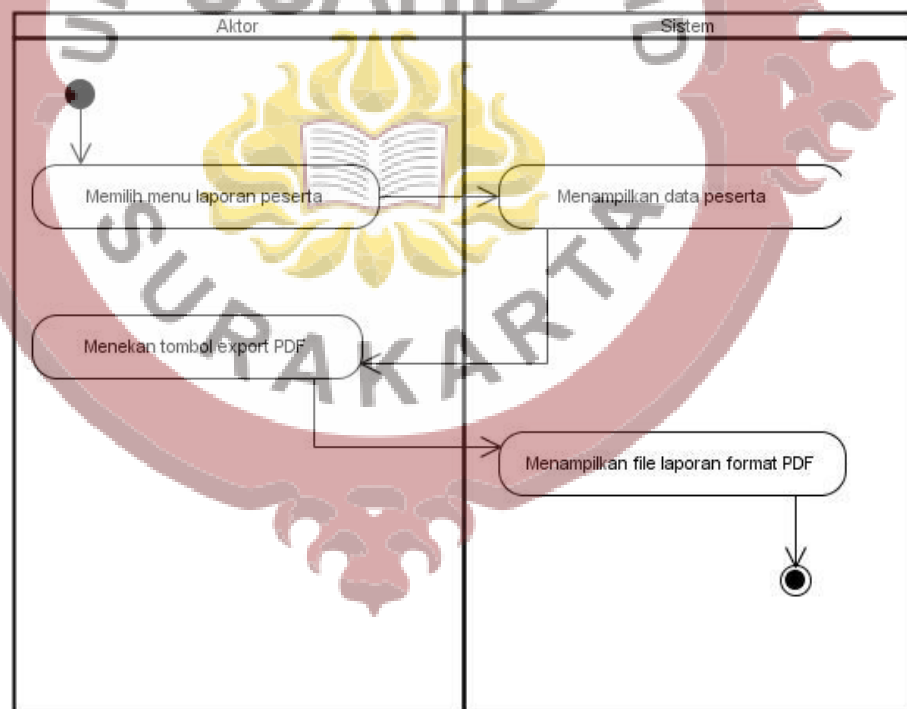 USAHID
Aktor
Sistem
Memilih menu laporan peserta
Menampilkan data peserta
Menekan tombol export PDF
Menampilkan file laporan format PDF
SURAKARTA